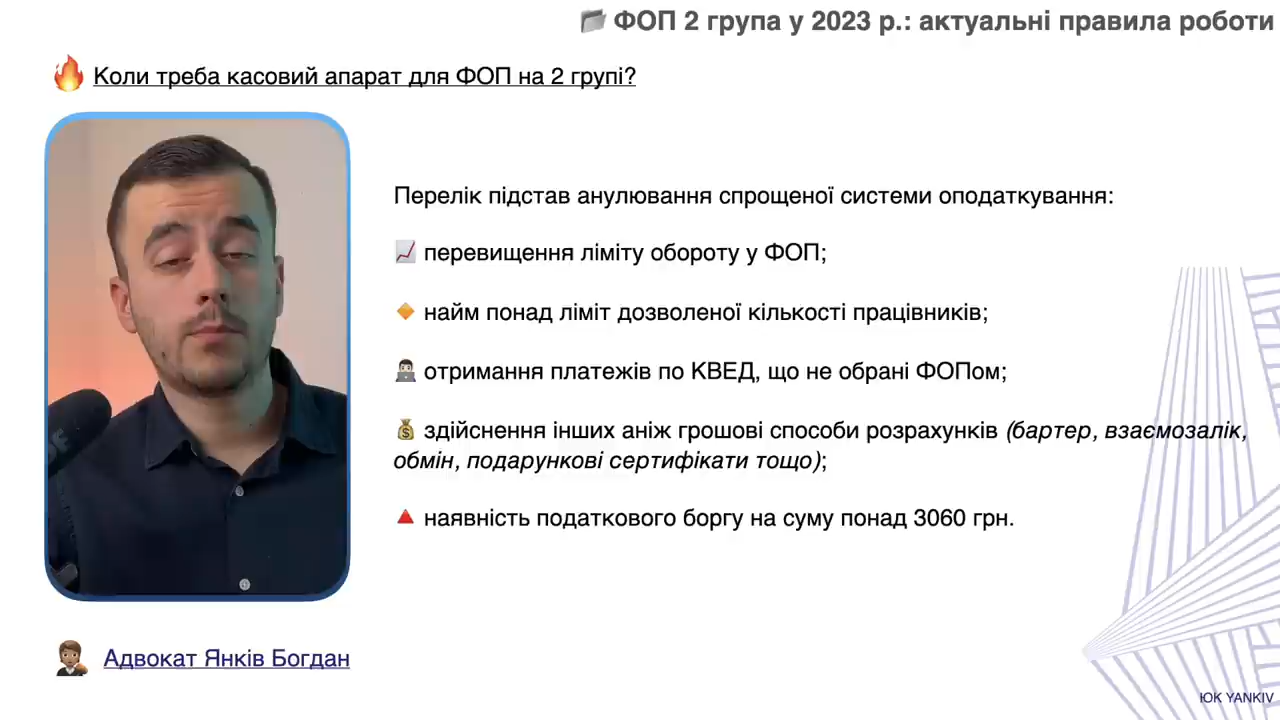 ФОП 2 група у 2023 р.: актуальні правила роботи
Коли треба касовий апарат для ФОП на 2 групі?
Перелік підстав анулювання спрощеної системи оподаткування:
перевищення ліміту обороту у ФОП;
найм понад ліміт дозволеної кількості працівників;
отримання платежів по КВЕД, що не обрані ФОПом;
здійснення інших аніж грошові способи розрахунків (бартер, взаємозалік,
обмін, подарункові сертифікати тощо);
наявність податкового боргу на суму понад 3060 грн.
Адвокат Янків Богдан
ЮК YANKIV